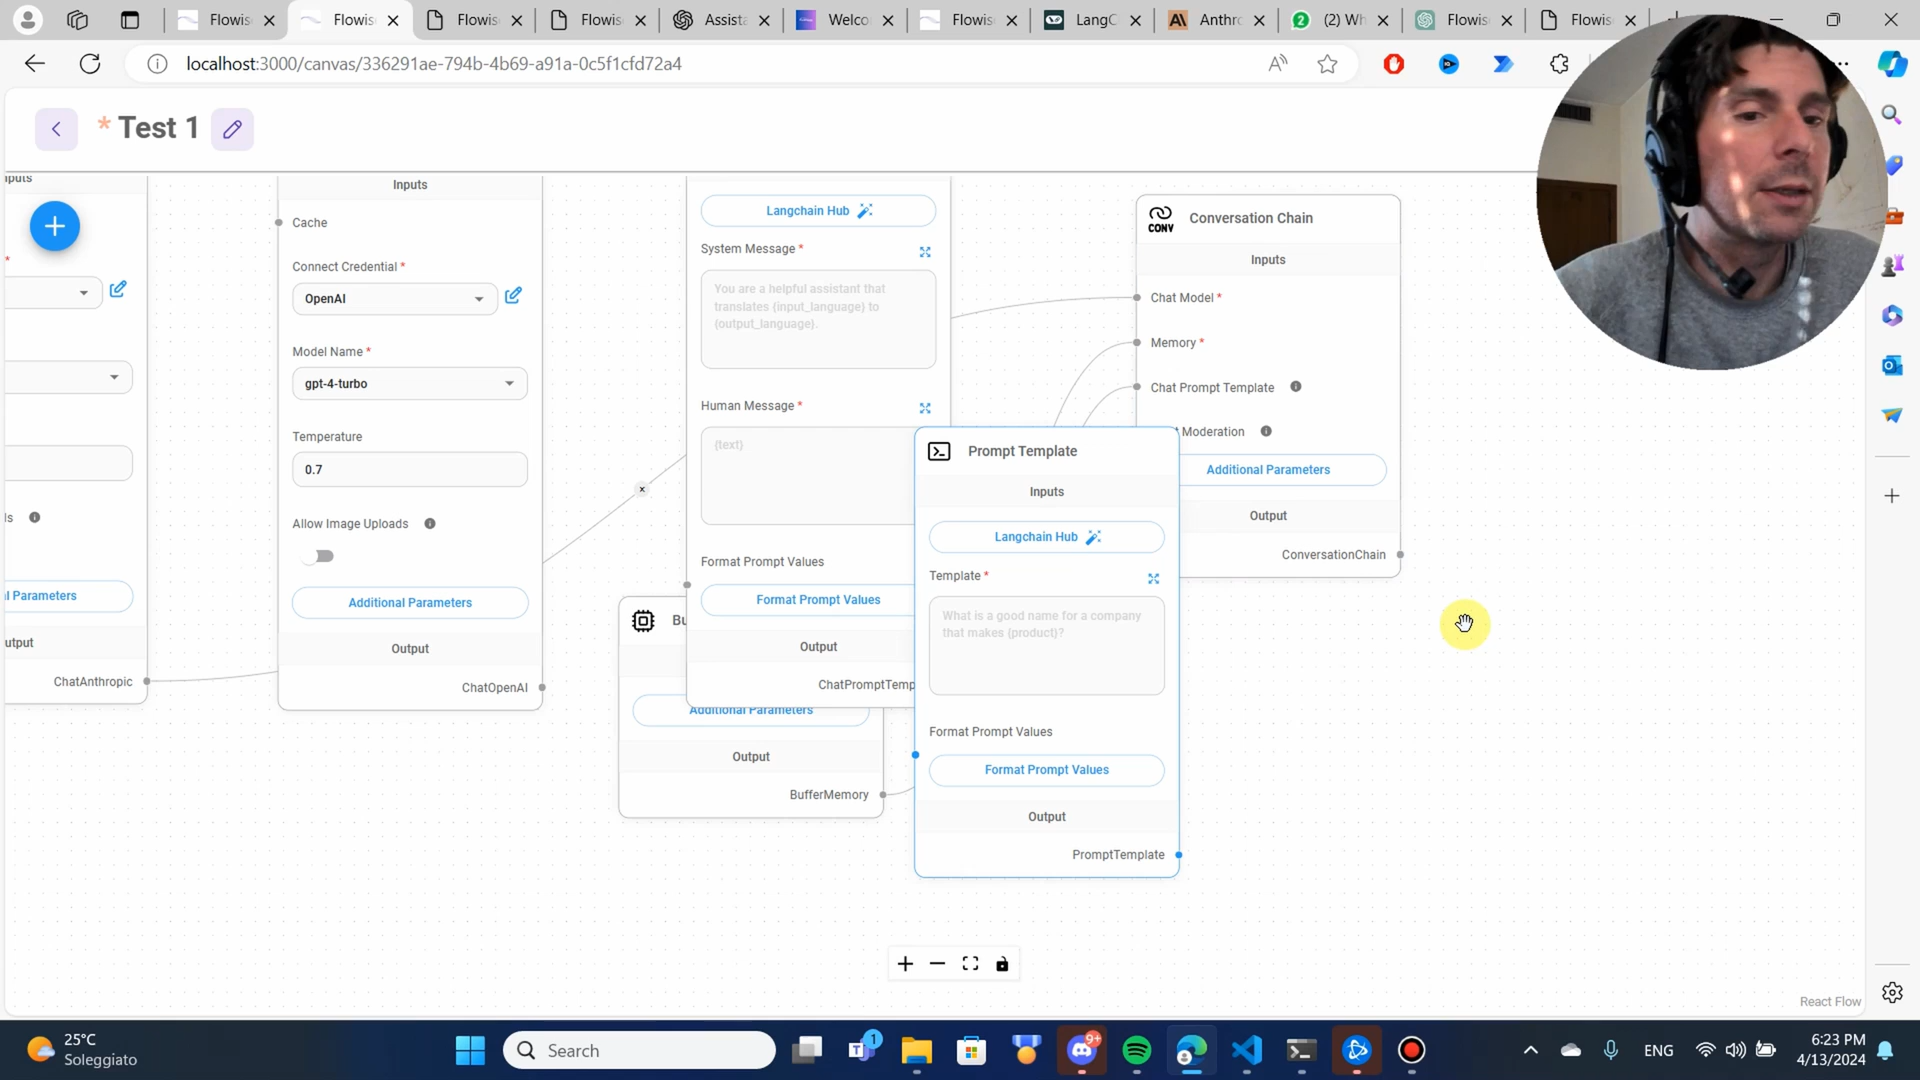 Flowis
Flowis
Flowis
Flowis
Assista
Welco
Flowis
LangC
Anthro
(2) Wh
Flowis
Flowis
localhost:3000/canvas/336291ae-794b-4b69-a91a-0c5f1cfd72a4
* Test 1
Inputs
Cache
Connect Credential *
OpenAI
Model Name *
gpt-4-turbo
Temperature
0.7
Allow Image Uploads
Additional Parameters
Output
ChatOpenAI
ChatAnthropic
Langchain Hub
System Message *
You are a helpful assistant that
translates {input_language} to
{output_language}.
Human Message *
{text}
Format Prompt Values
Format Prompt Values
Output
ChatPromptTemp
Bu
Additional Parameters
Output
BufferMemory
Prompt Template
Inputs
Langchain Hub
Template *
What is a good name for a company
that makes {product}?
Format Prompt Values
Format Prompt Values
Output
PromptTemplate
CONV
Conversation Chain
Inputs
Chat Model *
Memory *
Chat Prompt Template
Moderation
Additional Parameters
Output
ConversationChain
React Flow
25°C
Soleggiato
Search
1
9+
ENG
6:23 PM
4/13/2024